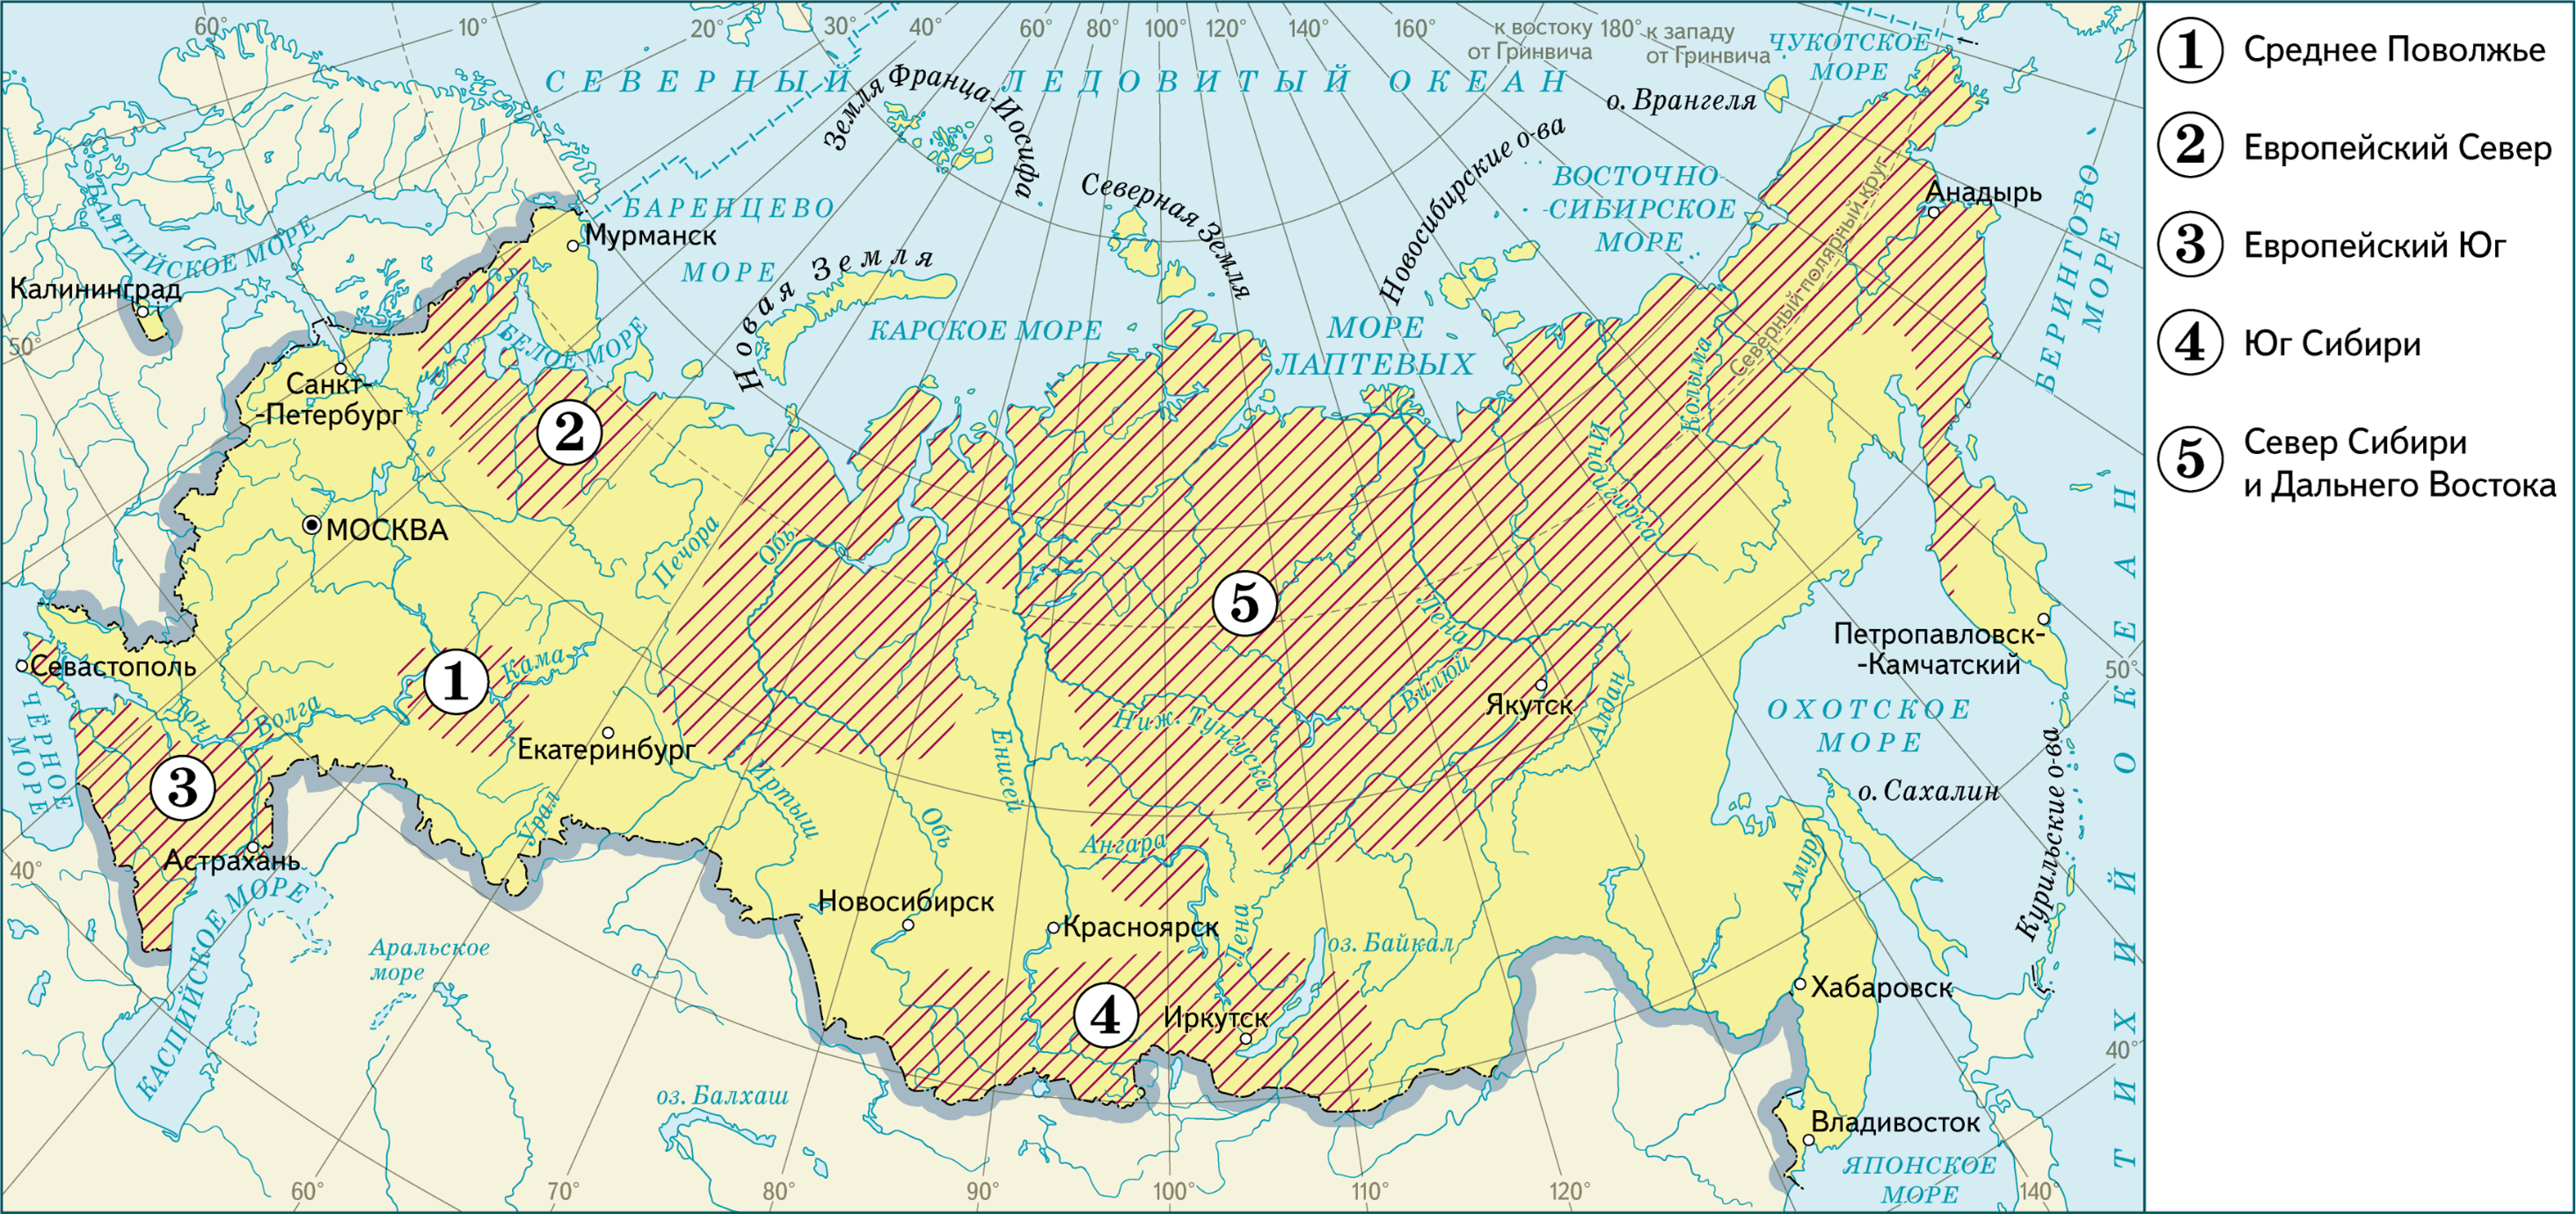 60°
10°
20°
30°
40°
60°
80°
100°
120°
140°
160°
к востоку
от Гринвича
180°
к западу
от Гринвича
ЧУКОТСКОЕ
МОРЕ
СЕВЕРНЫЙ ЛЕДОВИТЫЙ ОКЕАН
Земля Франца-Иосифа
о. Врангеля
Северная Земля
Новосибирские о-ва
ВОСТОЧНО-
-СИБИРСКОЕ
МОРЕ
Северный полярный круг
Анадырь
БЕРИНГОВО
МОРЕ
БАРЕНЦЕВО
МОРЕ
Мурманск
Новая Земля
БАЛТИЙСКОЕ МОРЕ
Калининград
50°
БЕЛОЕ МОРЕ
КАРСКОЕ МОРЕ
МОРЕ
ЛАПТЕВЫХ
Санкт-
-Петербург
2
МОСКВА
Печора
Обь
5
Колыма
Индигирка
Лена
Вилюй
Якутск
Алдан
Петропавловск-
-Камчатский
50°
ОХОТСКОЕ
МОРЕ
о. Сахалин
Курильские о-ва
ТИХИЙ ОКЕАН
Севастополь
ЧЁРНОЕ
МОРЕ
Дон
Волга
1
Кама
Екатеринбург
3
Урал
Иртыш
Обь
Енисей
Ниж. Тунгуска
Ангара
Астрахань
40°
КАСПИЙСКОЕ МОРЕ
Аральское
море
Новосибирск
Красноярск
Лена
оз. Байкал
4
Иркутск
Амур
Хабаровск
40°
оз. Балхаш
Владивосток
ЯПОНСКОЕ
МОРЕ
60°
70°
80°
90°
100°
110°
120°
140°
1 Среднее Поволжье
2 Европейский Север
3 Европейский Юг
4 Юг Сибири
5 Север Сибири
и Дальнего Востока